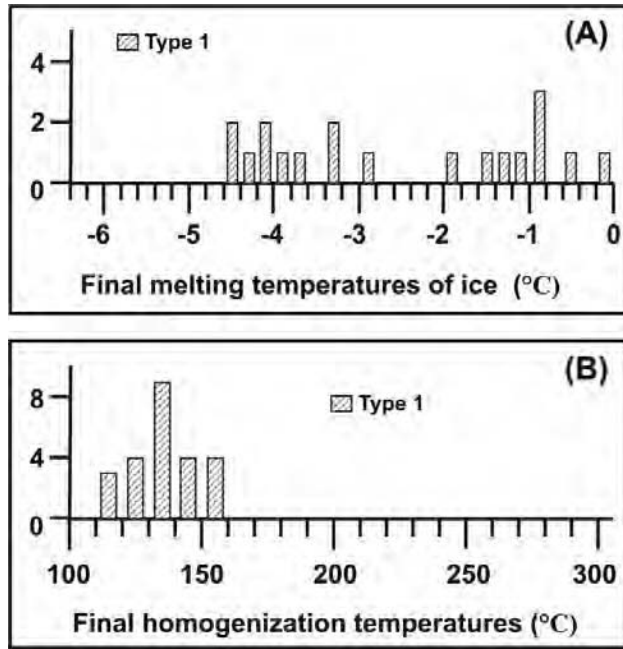 (A)
Type 1
4
2
0
-6 -5 -4 -3 -2 -1 0
Final melting temperatures of ice (°C)
(B)
Type 1
8
4
0
100 150 200 250 300
Final homogenization temperatures (°C)